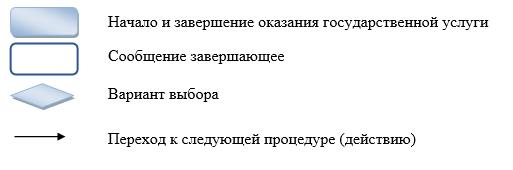 Начало и завершение оказания государственной услуги
Сообщение завершающее
Вариант выбора
Переход к следующей процедуре (действию)